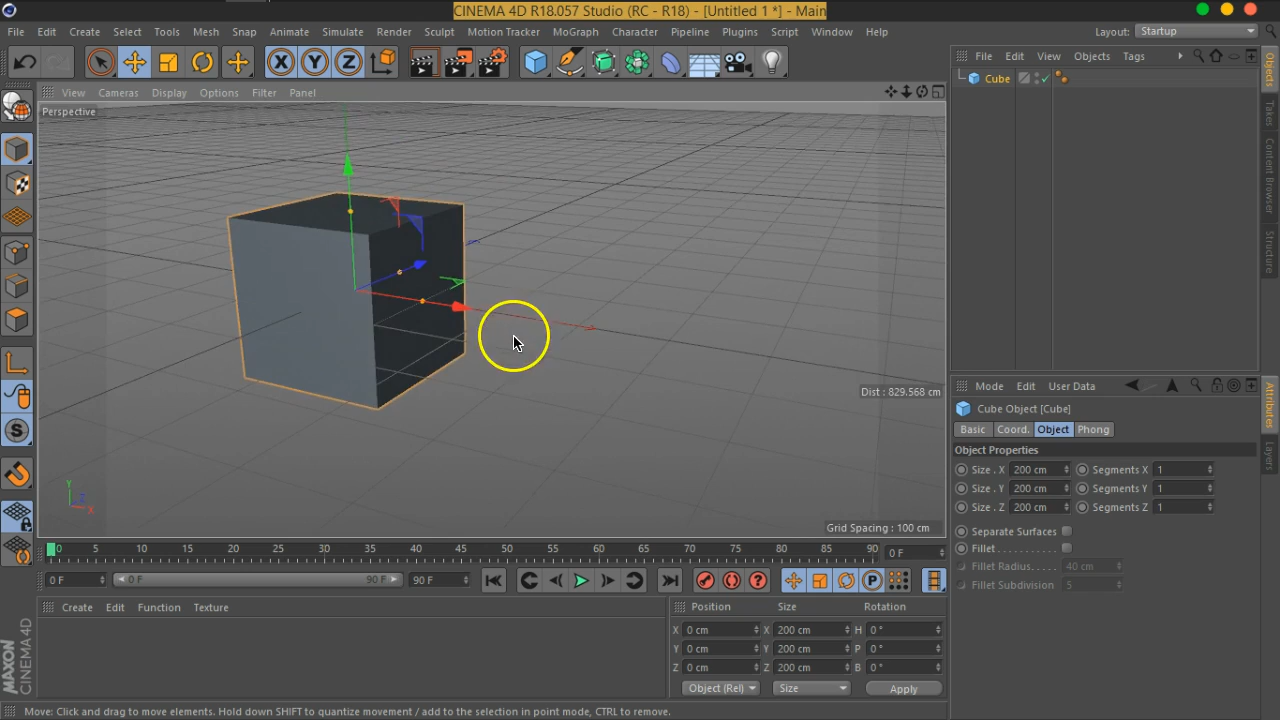 CINEMA 4D R18.057 Studio (RC - R18) - [Untitled 1 *] - Main
File Edit Create Select Tools Mesh Snap Animate Simulate Render Sculpt Motion Tracker MoGraph Character Pipeline Plugins Script Window Help Layout: Startup
X Y Z
File Edit View Objects Tags
View Cameras Display Options Filter Panel
Perspective
Cube
Objects
Takes
Content Browser
Structure
Dist : 829.568 cm
Y
Z
X
Grid Spacing : 100 cm
S
Mode Edit User Data
Cube Object [Cube]
Basic Coord. Object Phong
Object Properties
Size . X 200 cm Segments X 1
Size . Y 200 cm Segments Y 1
Size . Z 200 cm Segments Z 1
Separate Surfaces
Fillet . . . . . . . . . . .
Fillet Radius. . . . . 40 cm
Fillet Subdivision 5
Attributes
Layers
0 5 10 15 20 25 30 35 40 45 50 55 60 65 70 75 80 85 90 0 F
0 F 0 F 90 F 90 F
P
Create Edit Function Texture
Position Size Rotation
X 0 cm X 200 cm H 0 °
Y 0 cm Y 200 cm P 0 °
Z 0 cm Z 200 cm B 0 °
Object (Rel) Size Apply
MAXON
CINEMA 4D
Move: Click and drag to move elements. Hold down SHIFT to quantize movement / add to the selection in point mode, CTRL to remove.